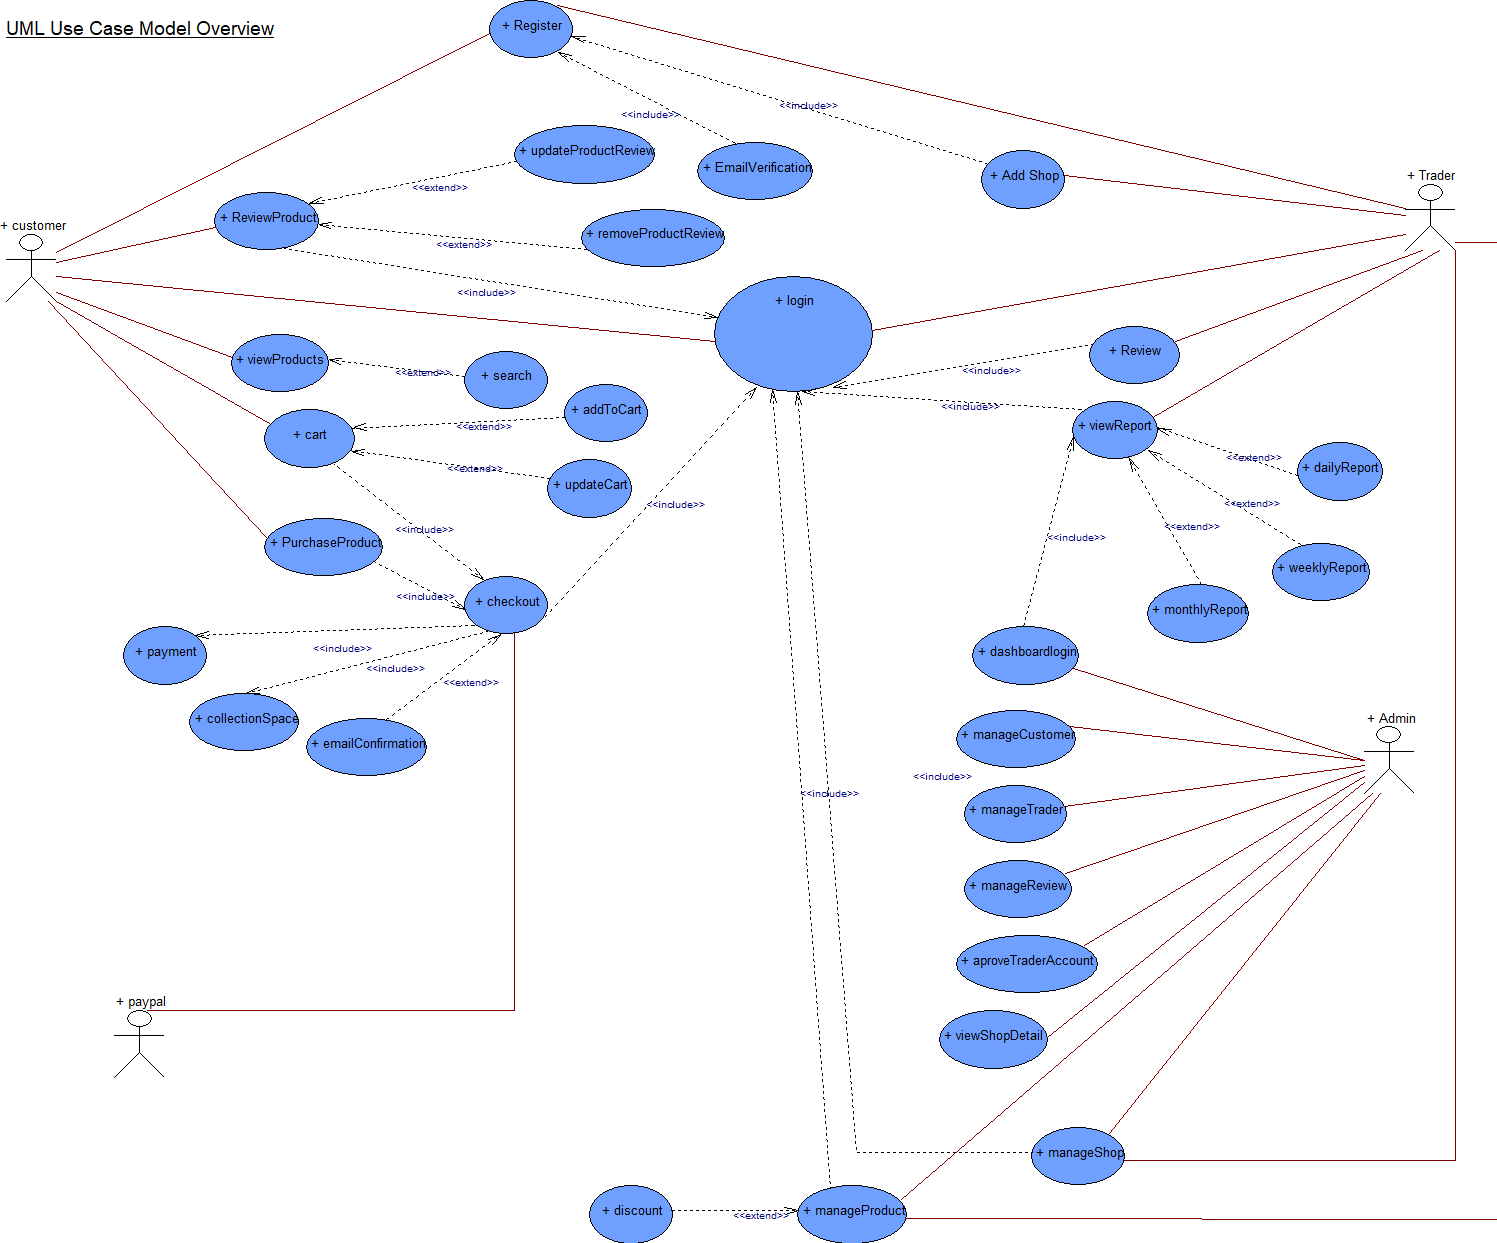 UML Use Case Model Overview
+ Register
<<include>>
<<include>>
+ updateProductReview
+ EmailVerification
+ Add Shop
+ Trader
<<extend>>
+ ReviewProduct
+ customer
+ removeProductReview
<<extend>>
<<include>>
+ login
+ viewProducts
+ search
<<extend>>
+ Review
<<include>>
+ addToCart
<<extend>>
<<include>>
+ cart
+ viewReport
<<extend>>
+ updateCart
<<extend>>
+ dailyReport
<<include>>
<<extend>>
<<include>>
<<extend>>
+ PurchaseProduct
<<include>>
+ weeklyReport
<<include>>
+ checkout
+ monthlyReport
+ payment
<<include>>
<<include>>
+ dashboardlogin
<<extend>>
+ collectionSpace
+ Admin
+ emailConfirmation
+ manageCustomer
<<include>>
<<include>>
+ manageTrader
+ manageReview
+ aproveTraderAccount
+ paypal
+ viewShopDetail
+ manageShop
+ discount
<<extend>>
+ manageProduct